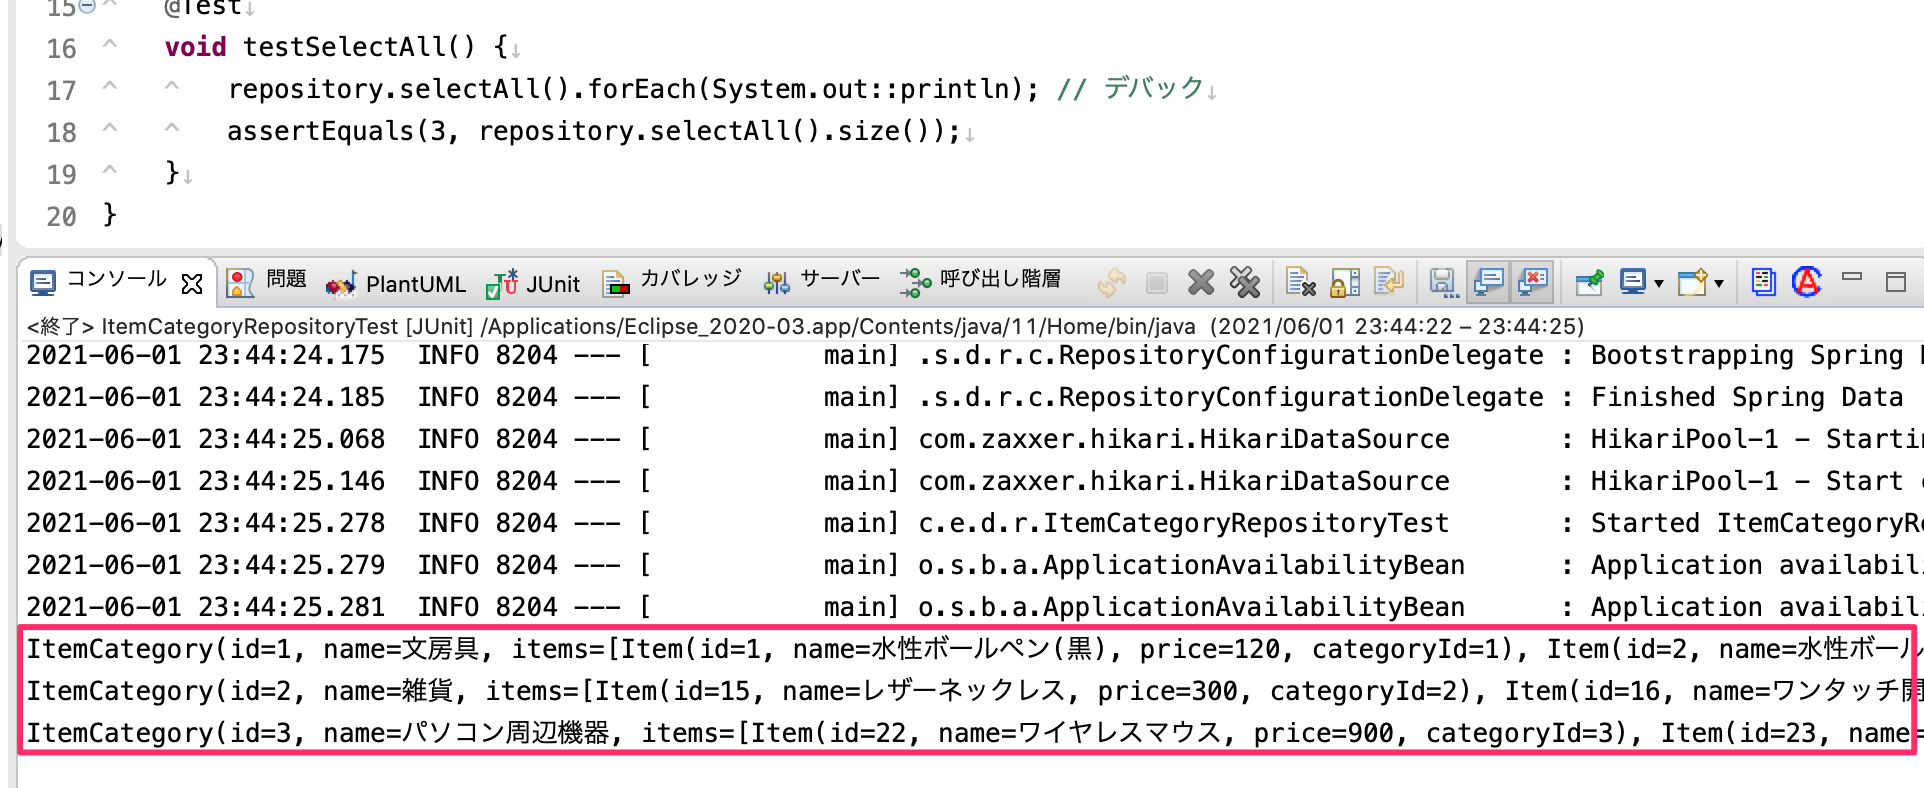 15 @Test
16 void testSelectAll() {
17 repository.selectAll().forEach(System.out::println); // デバック
18 assertEquals(3, repository.selectAll().size());
19 }
20 }
コンソール 問題 PlantUML JUnit カバレッジ サーバー 呼び出し階層
<終了> ItemCategoryRepositoryTest [JUnit] /Applications/Eclipse_2020-03.app/Contents/java/11/Home/bin/java (2021/06/01 23:44:22 – 23:44:25)
2021-06-01 23:44:24.175  INFO 8204 --- [           main] .s.d.r.c.RepositoryConfigurationDelegate : Bootstrapping Spring
2021-06-01 23:44:24.185  INFO 8204 --- [           main] .s.d.r.c.RepositoryConfigurationDelegate : Finished Spring Data
2021-06-01 23:44:25.068  INFO 8204 --- [           main] com.zaxxer.hikari.HikariDataSource       : HikariPool-1 - Startin
2021-06-01 23:44:25.146  INFO 8204 --- [           main] com.zaxxer.hikari.HikariDataSource       : HikariPool-1 - Start
2021-06-01 23:44:25.278  INFO 8204 --- [           main] c.e.d.r.ItemCategoryRepositoryTest       : Started ItemCategoryRe
2021-06-01 23:44:25.279  INFO 8204 --- [           main] o.s.b.a.ApplicationAvailabilityBean      : Application availabil
2021-06-01 23:44:25.281  INFO 8204 --- [           main] o.s.b.a.ApplicationAvailabilityBean      : Application availabil
ItemCategory(id=1, name=文房具, items=[Item(id=1, name=水性ボールペン(黒), price=120, categoryId=1), Item(id=2, name=水性ボール
ItemCategory(id=2, name=雑貨, items=[Item(id=15, name=レザーネックレス, price=300, categoryId=2), Item(id=16, name=ワンタッチ開
ItemCategory(id=3, name=パソコン周辺機器, items=[Item(id=22, name=ワイヤレスマウス, price=900, categoryId=3), Item(id=23, name=